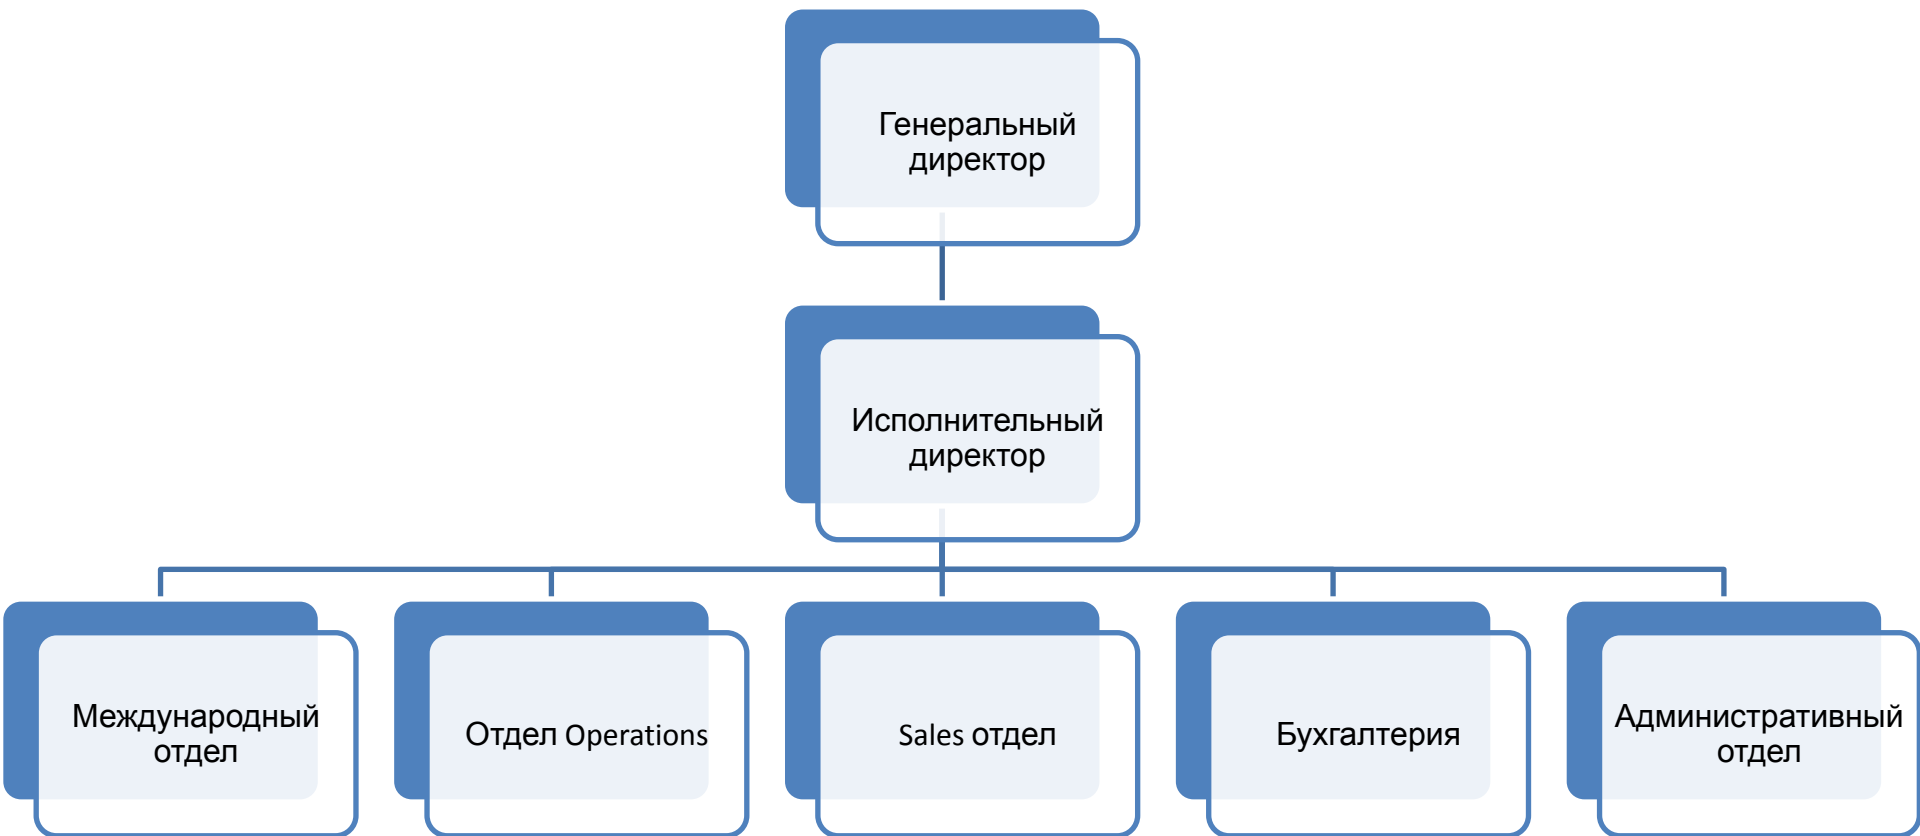 Генеральный
директор
Исполнительный
директор
Международный
отдел
Отдел Operations
Sales отдел
Бухгалтерия
Административный
отдел